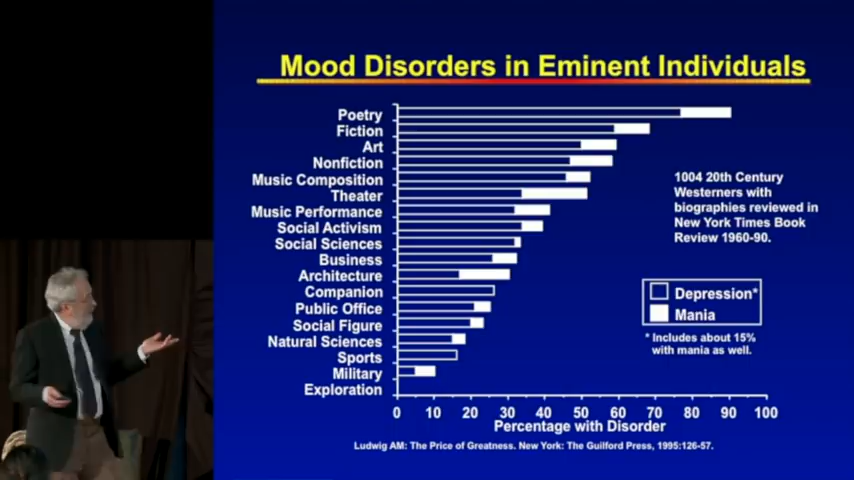 Mood Disorders in Eminent Individuals
Poetry
Fiction
Art
Nonfiction
Music Composition
Theater
Music Performance
Social Activism
Social Sciences
Business
Architecture
Companion
Public Office
Social Figure
Natural Sciences
Sports
Military
Exploration
1004 20th Century
Westerners with
biographies reviewed in
New York Times Book
Review 1960-90.
Depression*
Mania
* Includes about 15%
with mania as well.
0 10 20 30 40 50 60 70 80 90 100
Percentage with Disorder
Ludwig AM: The Price of Greatness. New York: The Guilford Press, 1995:126-57.